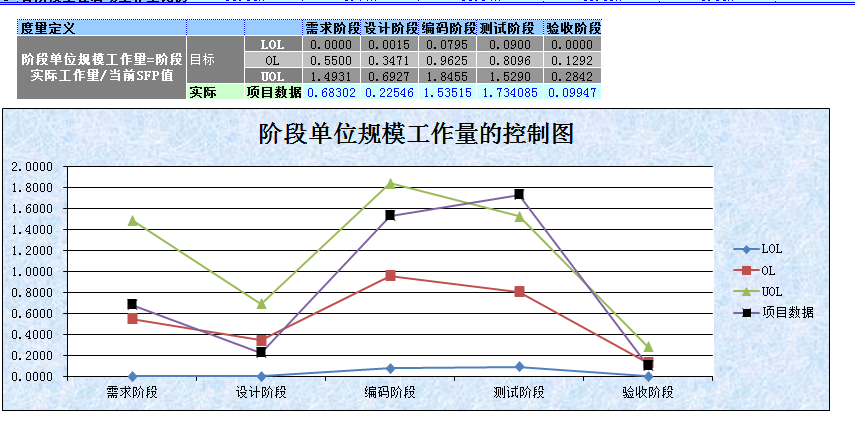 度量定义 需求阶段 设计阶段 编码阶段 测试阶段 验收阶段
阶段单位规模工作量=阶段实际工作量/当前SFP值 目标 LOL 0.0000 0.0015 0.0795 0.0900 0.0000
OL 0.5500 0.3471 0.9625 0.8096 0.1292
UOL 1.4931 0.6927 1.8455 1.5290 0.2842
实际 项目数据 0.68302 0.22546 1.53515 1.734085 0.09947
阶段单位规模工作量的控制图
2.0000
1.8000
1.6000
1.4000
1.2000
1.0000
0.8000
0.6000
0.4000
0.2000
0.0000
需求阶段 设计阶段 编码阶段 测试阶段 验收阶段
LOL
OL
UOL
项目数据